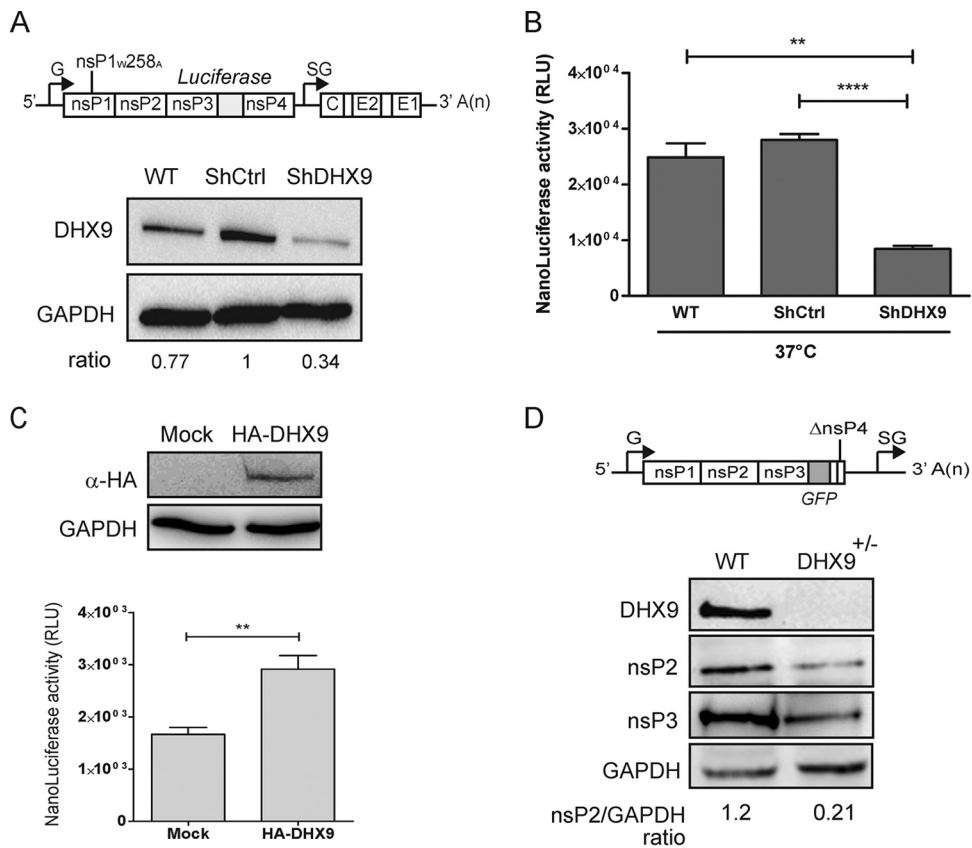 A
nsP1W258A
G
Luciferase
SG
5’ nsP1 nsP2 nsP3 nsP4 C E2 E1 3’ A(n)
WT ShCtrl ShDHX9
DHX9
GAPDH
ratio 0.77 1 0.34
B
NanoLuciferase activity (RLU)
**
****
4×10⁰⁴
3×10⁰⁴
2×10⁰⁴
1×10⁰⁴
0
WT ShCtrl ShDHX9
37°C
C
Mock HA-DHX9
α-HA
GAPDH
NanoLuciferase activity (RLU)
**
4×10⁰³
3×10⁰³
2×10⁰³
1×10⁰³
0
Mock HA-DHX9
D
ΔnsP4
G SG
5’ nsP1 nsP2 nsP3 3’ A(n)
GFP
WT DHX9+/-
DHX9
nsP2
nsP3
GAPDH
nsP2/GAPDH 1.2 0.21
ratio